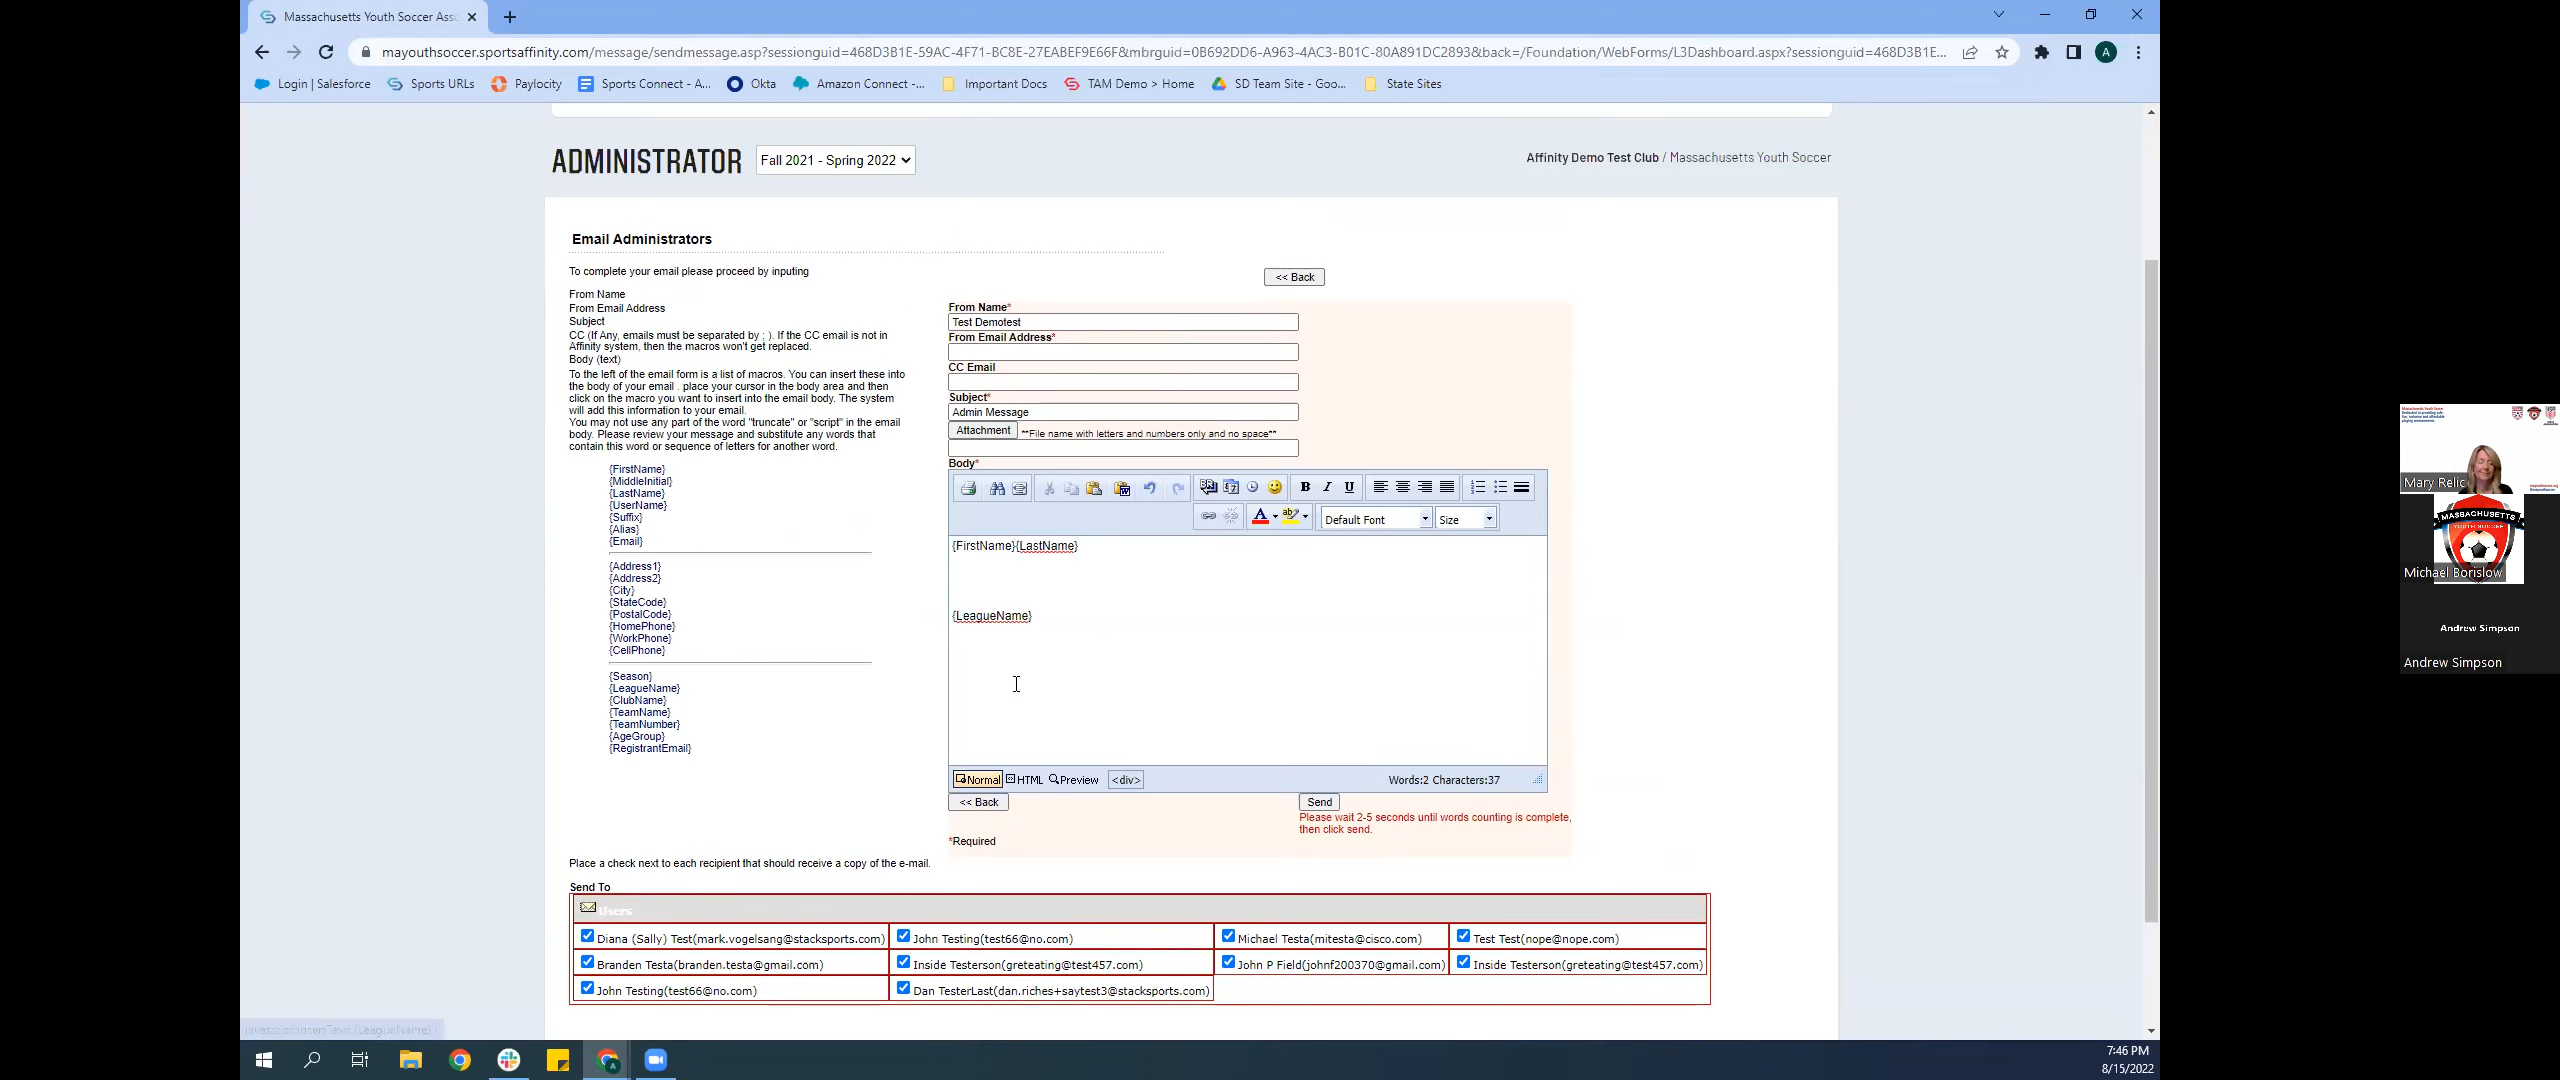 Massachusetts Youth Soccer Ass
mayouthsoccer.sportsaffinity.com/message/sendmessage.asp?sessionguid=468D3B1E-59AC-4F71-BC8E-27EABEF9E66F&mbrguid=0B692DD6-A963-4AC3-B01C-80A891DC2893&back=/Foundation/WebForms/L3Dashboard.aspx?sessionguid=468D3B1E...
A
Login | Salesforce
Sports URLs
Paylocity
Sports Connect - A...
Okta
Amazon Connect -...
Important Docs
TAM Demo > Home
SD Team Site - Goo...
State Sites
ADMINISTRATOR
Fall 2021 - Spring 2022
Affinity Demo Test Club / Massachusetts Youth Soccer
Email Administrators
To complete your email please proceed by inputing
<< Back
From Name
From Email Address
Subject
CC (If Any, emails must be separated by ; ). If the CC email is not in
Affinity system, then the macros won't get replaced.
Body (text)
To the left of the email form is a list of macros. You can insert these into
the body of your email . place your cursor in the body area and then
click on the macro you want to insert into the email body. The system
will add this information to your email.
You may not use any part of the word "truncate" or "script" in the email
body. Please review your message and substitute any words that
contain this word or sequence of letters for another word.
{FirstName}
{MiddleInitial}
{LastName}
{UserName}
{Suffix}
{Alias}
{Email}
{Address1}
{Address2}
{City}
{StateCode}
{PostalCode}
{HomePhone}
{WorkPhone}
{CellPhone}
{Season}
{LeagueName}
{ClubName}
{TeamName}
{TeamNumber}
{AgeGroup}
{RegistrantEmail}
From Name*
Test Demotest
From Email Address*
CC Email
Subject*
Admin Message
Attachment **File name with letters and numbers only and no space**
Body*
B I U
A ab
Default Font
Size
{FirstName}{LastName}
{LeagueName}
Normal HTML Preview <div>
Words:2 Characters:37
<< Back
Send
Please wait 2-5 seconds until words counting is complete,
then click send.
*Required
Place a check next to each recipient that should receive a copy of the e-mail.
Send To
Users
Diana (Sally) Test(mark.vogelsang@stacksports.com)
John Testing(test66@no.com)
Michael Testa(mitesta@cisco.com)
Test Test(nope@nope.com)
Branden Testa(branden.testa@gmail.com)
Inside Testerson(greteating@test457.com)
John P Field(johnf200370@gmail.com)
Inside Testerson(greteating@test457.com)
John Testing(test66@no.com)
Dan TesterLast(dan.riches+saytest3@stacksports.com)
7:46 PM
8/15/2022
Mary Relic
MASSACHUSETTS
YOUTH SOCCER
Michael Borislow
Andrew Simpson
Andrew Simpson